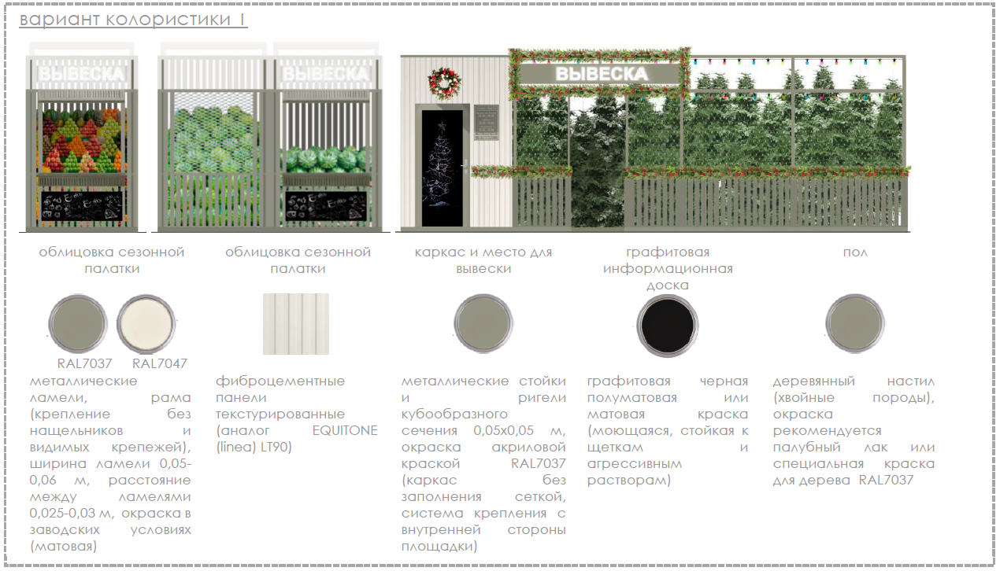 вариант колористики 1
ВЫВЕСКА
ВЫВЕСКА
ВЫВЕСКА
облицовка сезонной
палатки
облицовка сезонной
палатки
каркас и место для
вывески
графитовая
информационная
доска
пол
RAL7037 RAL7047
металлические
ламели, рама
(крепление без
нащельников и
видимых крепежей),
ширина ламели 0,05-
0,06 м, расстояние
между ламелями
0,025-0,03 м, окраска в
заводских условиях
(матовая)
фиброцементные
панели
текстурированные
(аналог EQUITONE
(linea) LT90)
металлические стойки
и ригели
кубообразного
сечения 0,05х0,05 м,
окраска акриловой
краской RAL7037
(каркас без
заполнения сеткой,
система крепления с
внутренней стороны
площадки)
графитовая черная
полуматовая или
матовая краска
(моющаяся, стойкая к
щеткам и
агрессивным
растворам)
деревянный настил
(хвойные породы),
окраска
рекомендуется
палубный лак или
специальная краска
для дерева RAL7037